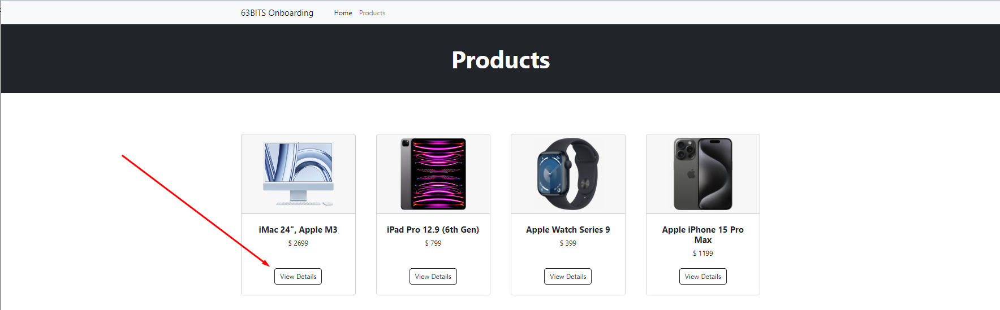 63BITS Onboarding
Home
Products
Products
iMac 24", Apple M3
$ 2699
View Details
iPad Pro 12.9 (6th Gen)
$ 799
View Details
Apple Watch Series 9
$ 399
View Details
Apple iPhone 15 Pro
Max
$ 1199
View Details